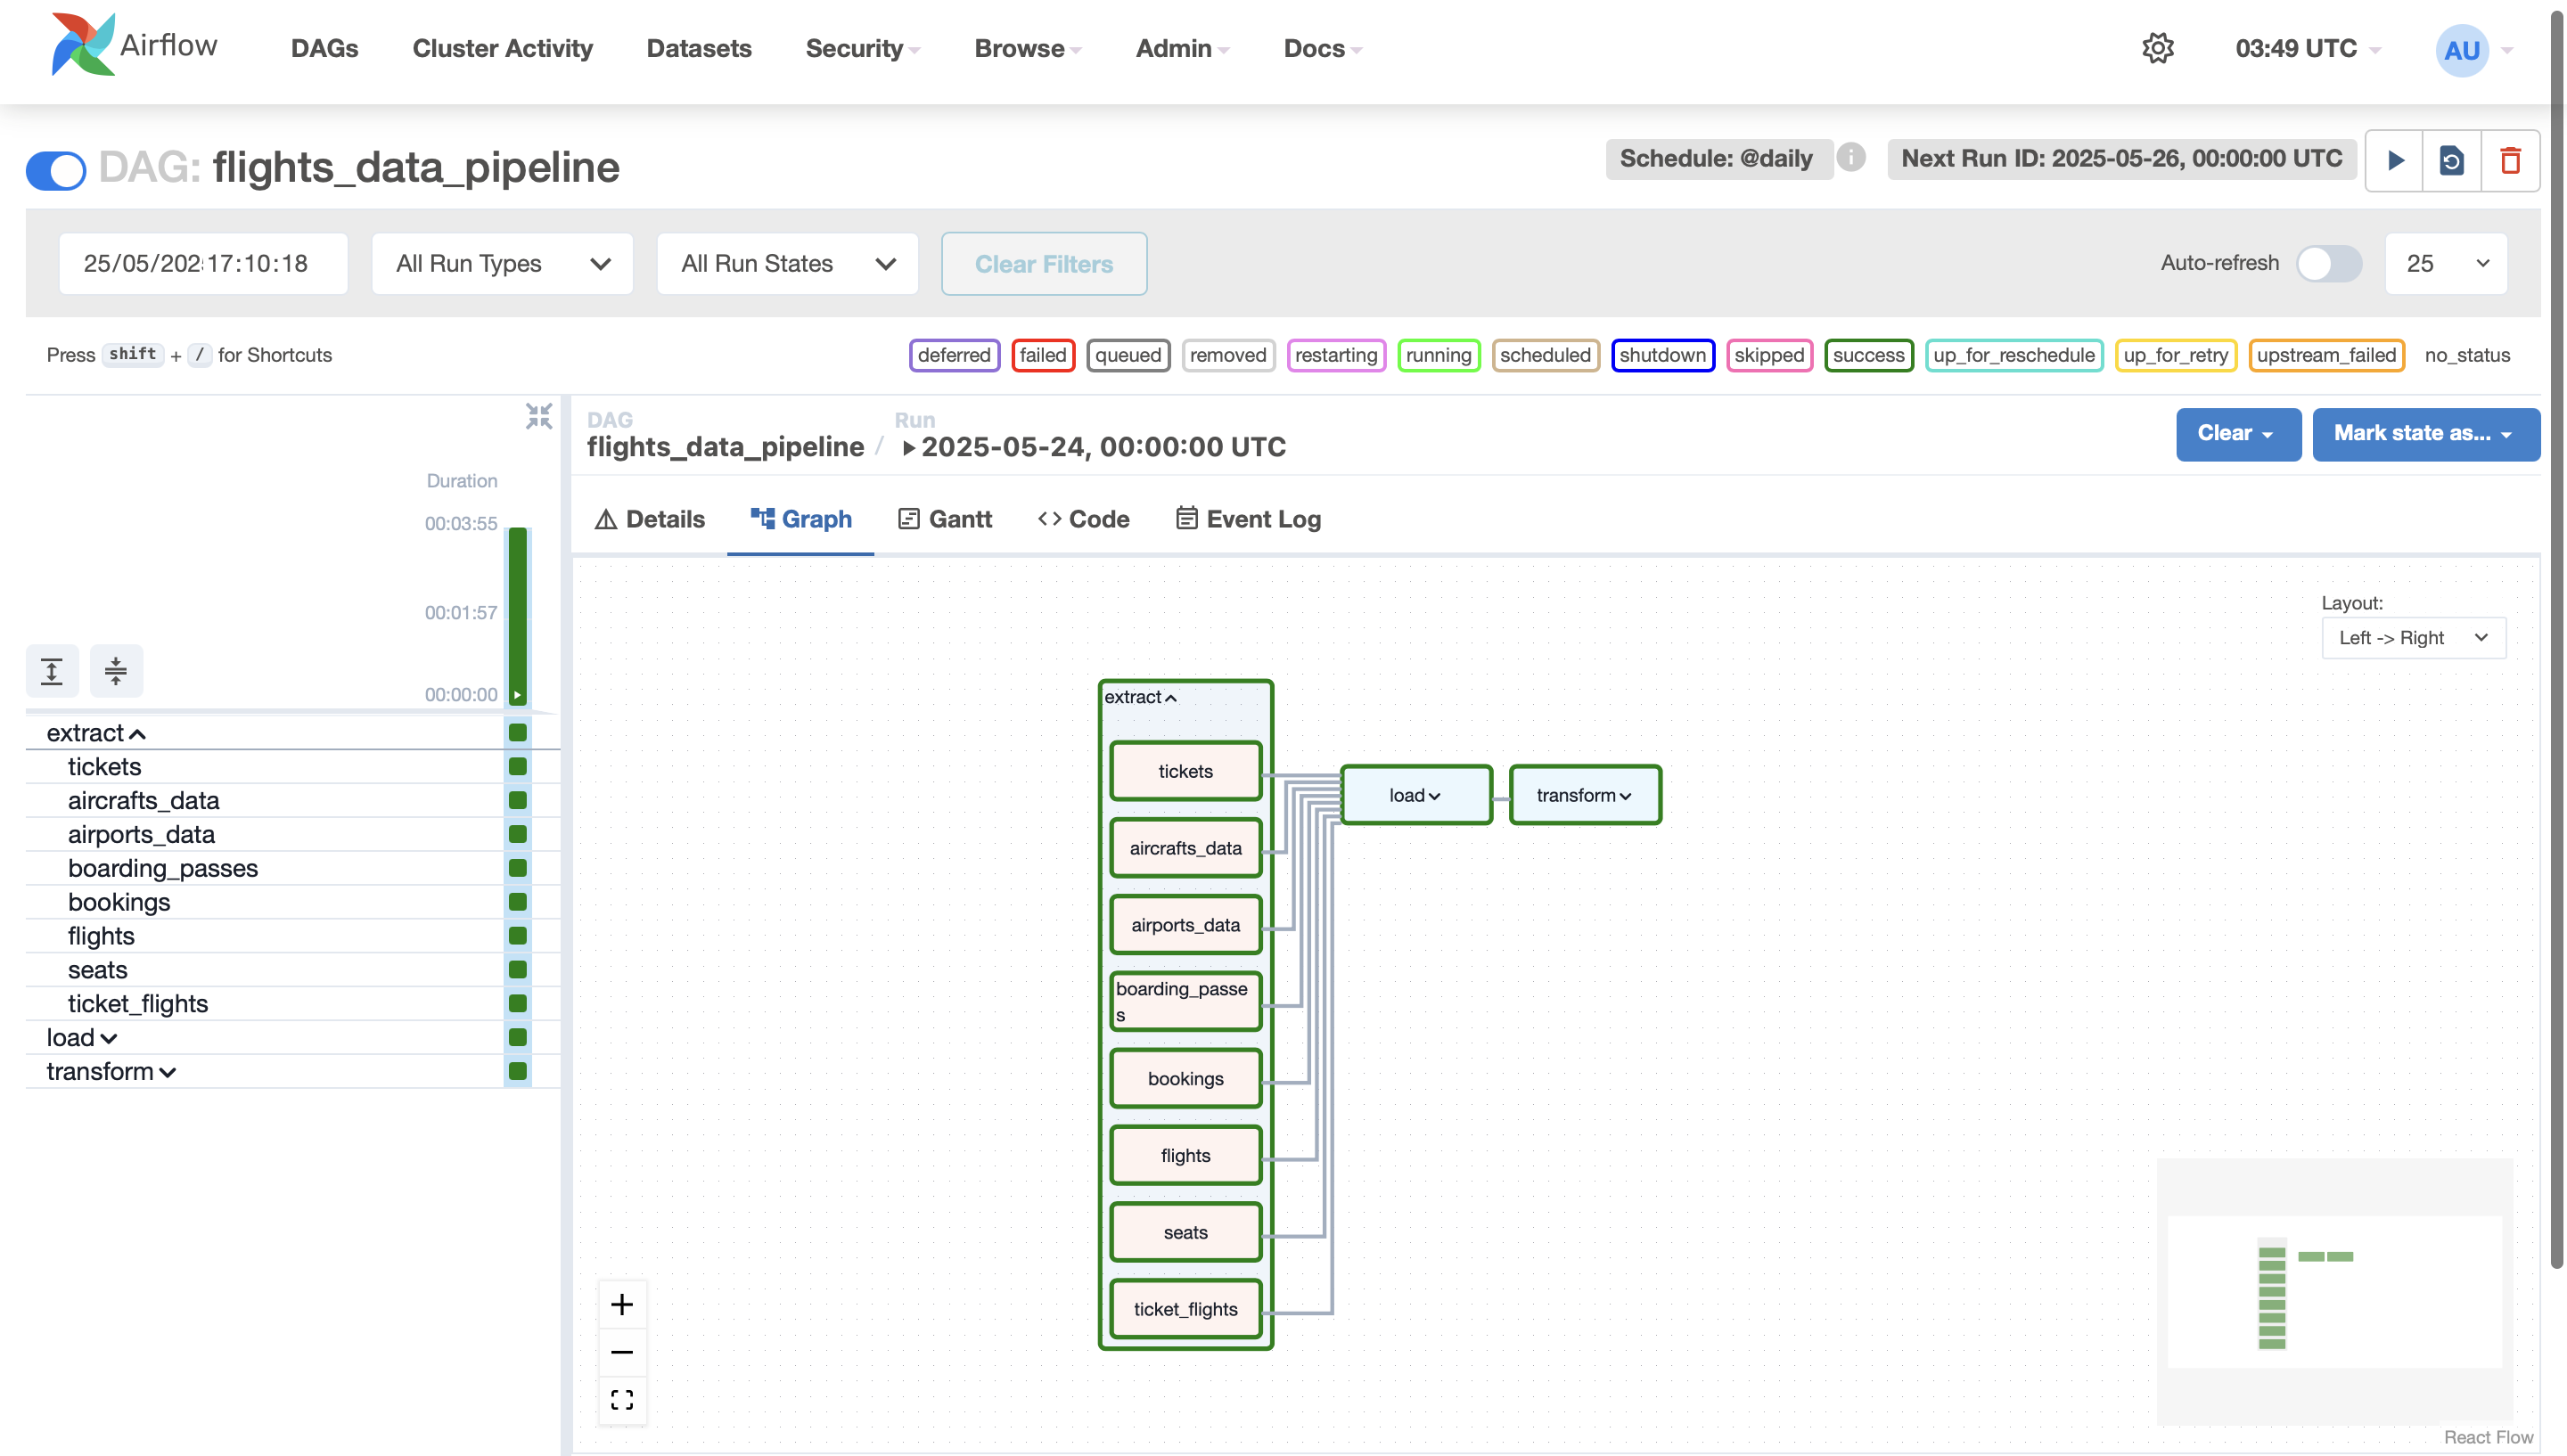 Airflow DAGs Cluster Activity Datasets Security Browse Admin Docs 03:49 UTC AU
DAG: flights_data_pipeline Schedule: @daily i Next Run ID: 2025-05-26, 00:00:00 UTC
25/05/202 17:10:18 All Run Types All Run States Clear Filters Auto-refresh 25
Press shift + / for Shortcuts deferred failed queued removed restarting running scheduled shutdown skipped success up_for_reschedule up_for_retry upstream_failed no_status
DAG Run
flights_data_pipeline / 2025-05-24, 00:00:00 UTC Clear Mark state as...
Details Graph Gantt Code Event Log
Duration
00:03:55
00:01:57
00:00:00
extract
tickets
aircrafts_data
airports_data
boarding_passes
bookings
flights
seats
ticket_flights
load
transform
Layout:
Left -> Right
extract
tickets
aircrafts_data
airports_data
boarding_passe
s
bookings
flights
seats
ticket_flights
load
transform
React Flow